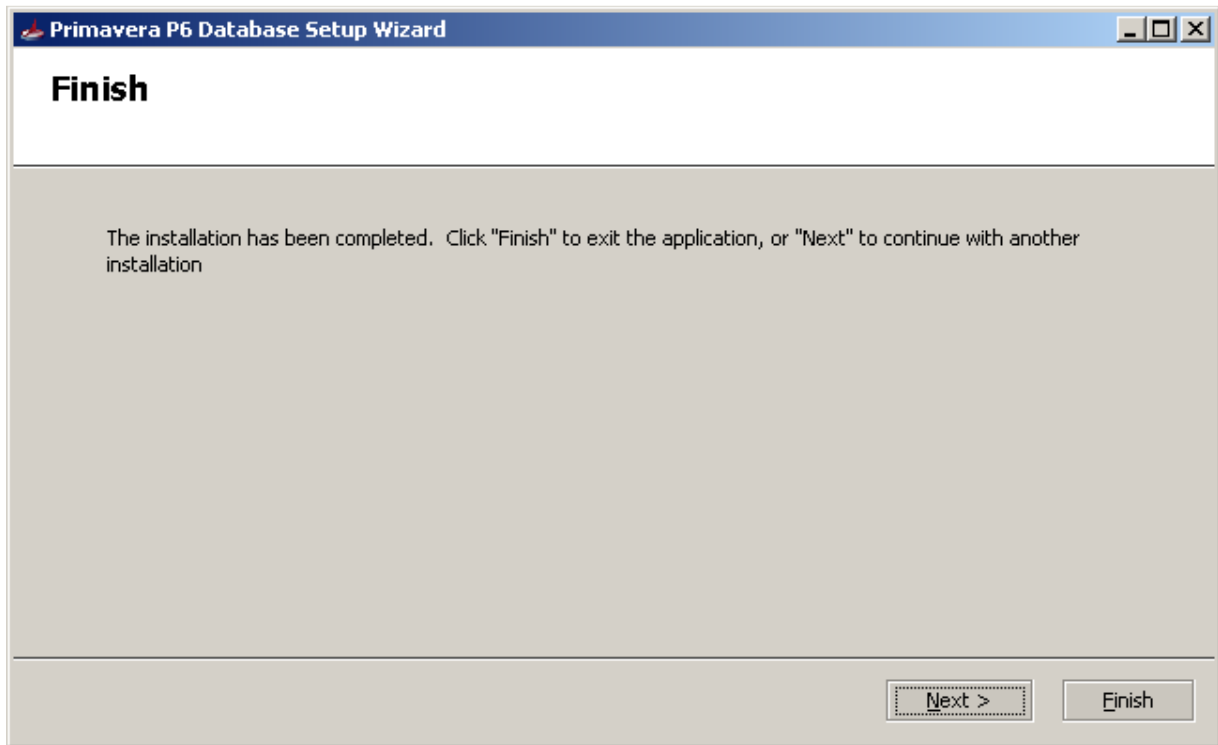 Primavera P6 Database Setup Wizard
Finish
The installation has been completed.  Click "Finish" to exit the application, or "Next" to continue with another
installation
Next >
Finish